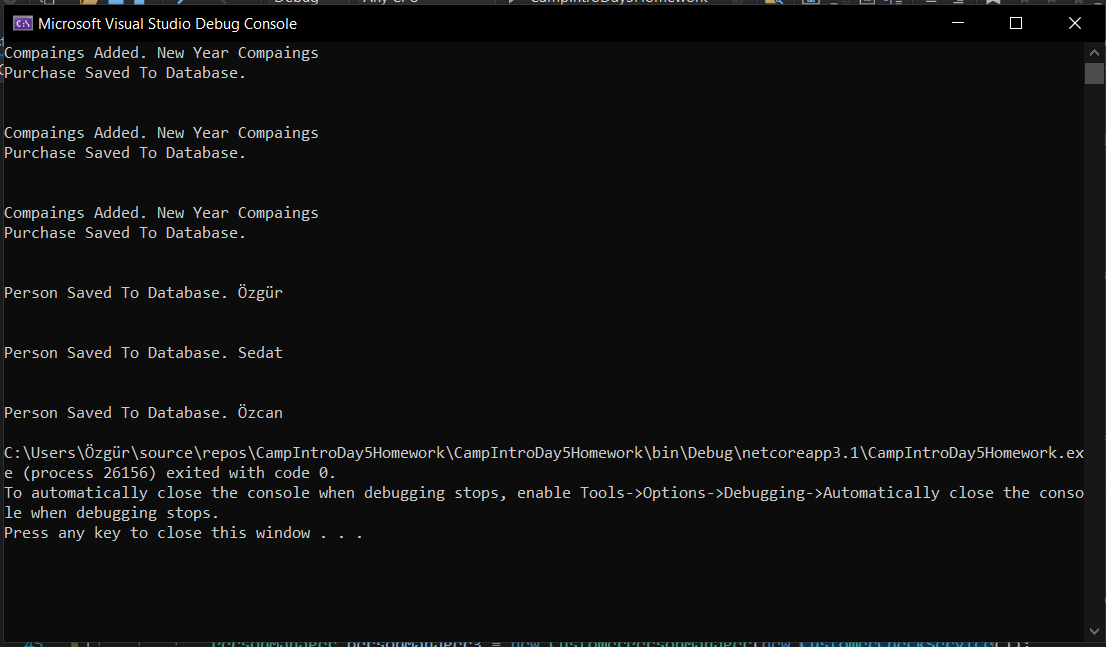 Microsoft Visual Studio Debug Console
Compaings Added. New Year Compaings
Purchase Saved To Database.
Compaings Added. New Year Compaings
Purchase Saved To Database.
Compaings Added. New Year Compaings
Purchase Saved To Database.
Person Saved To Database. Özgür
Person Saved To Database. Sedat
Person Saved To Database. Özcan
C:\Users\Özgür\source\repos\CampIntroDay5Homework\CampIntroDay5Homework\bin\Debug\netcoreapp3.1\CampIntroDay5Homework.ex
e (process 26156) exited with code 0.
To automatically close the console when debugging stops, enable Tools->Options->Debugging->Automatically close the conso
le when debugging stops.
Press any key to close this window . . .